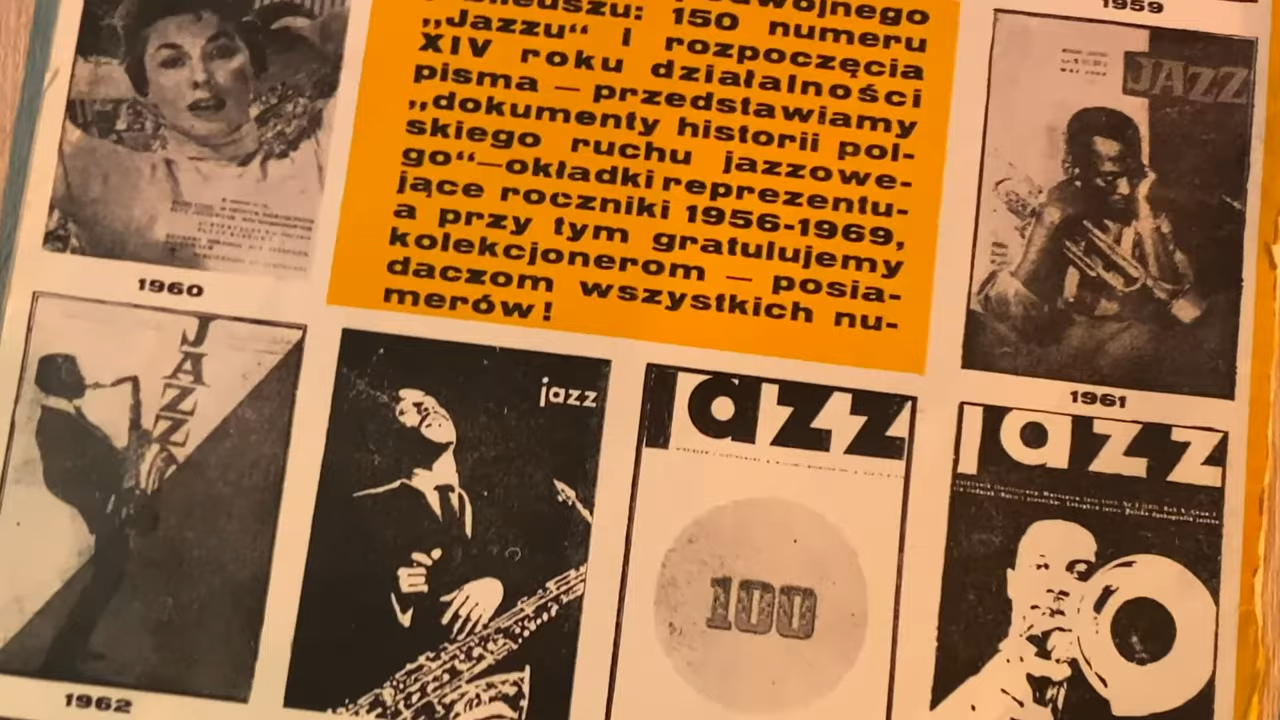 1959
150 numeru
„Jazzu“ i rozpoczęcia
XIV roku działalności
pisma — przedstawiamy
„dokumenty historii pol-
skiego ruchu jazzowe-
go“—okładki reprezentu-
jące roczniki 1956-1969,
a przy tym gratulujemy
kolekcjonerom — posia-
daczom wszystkich nu-
merów!
JAZZ
1960
1961
JAZZ
jazz
jazz
100
jazz
1962